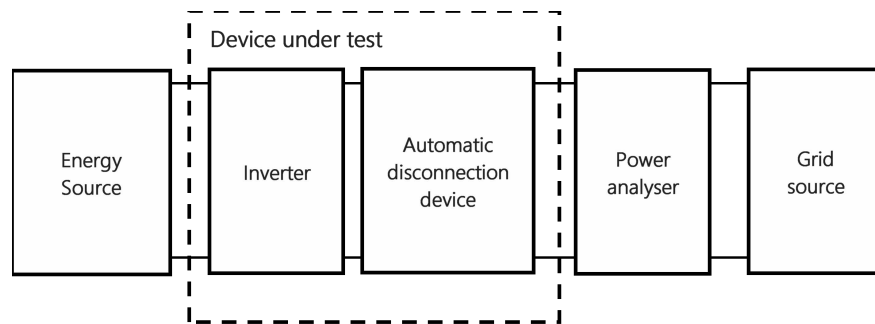 Device under test
Energy
Source
Inverter
Automatic
disconnection
device
Power
analyser
Grid
source